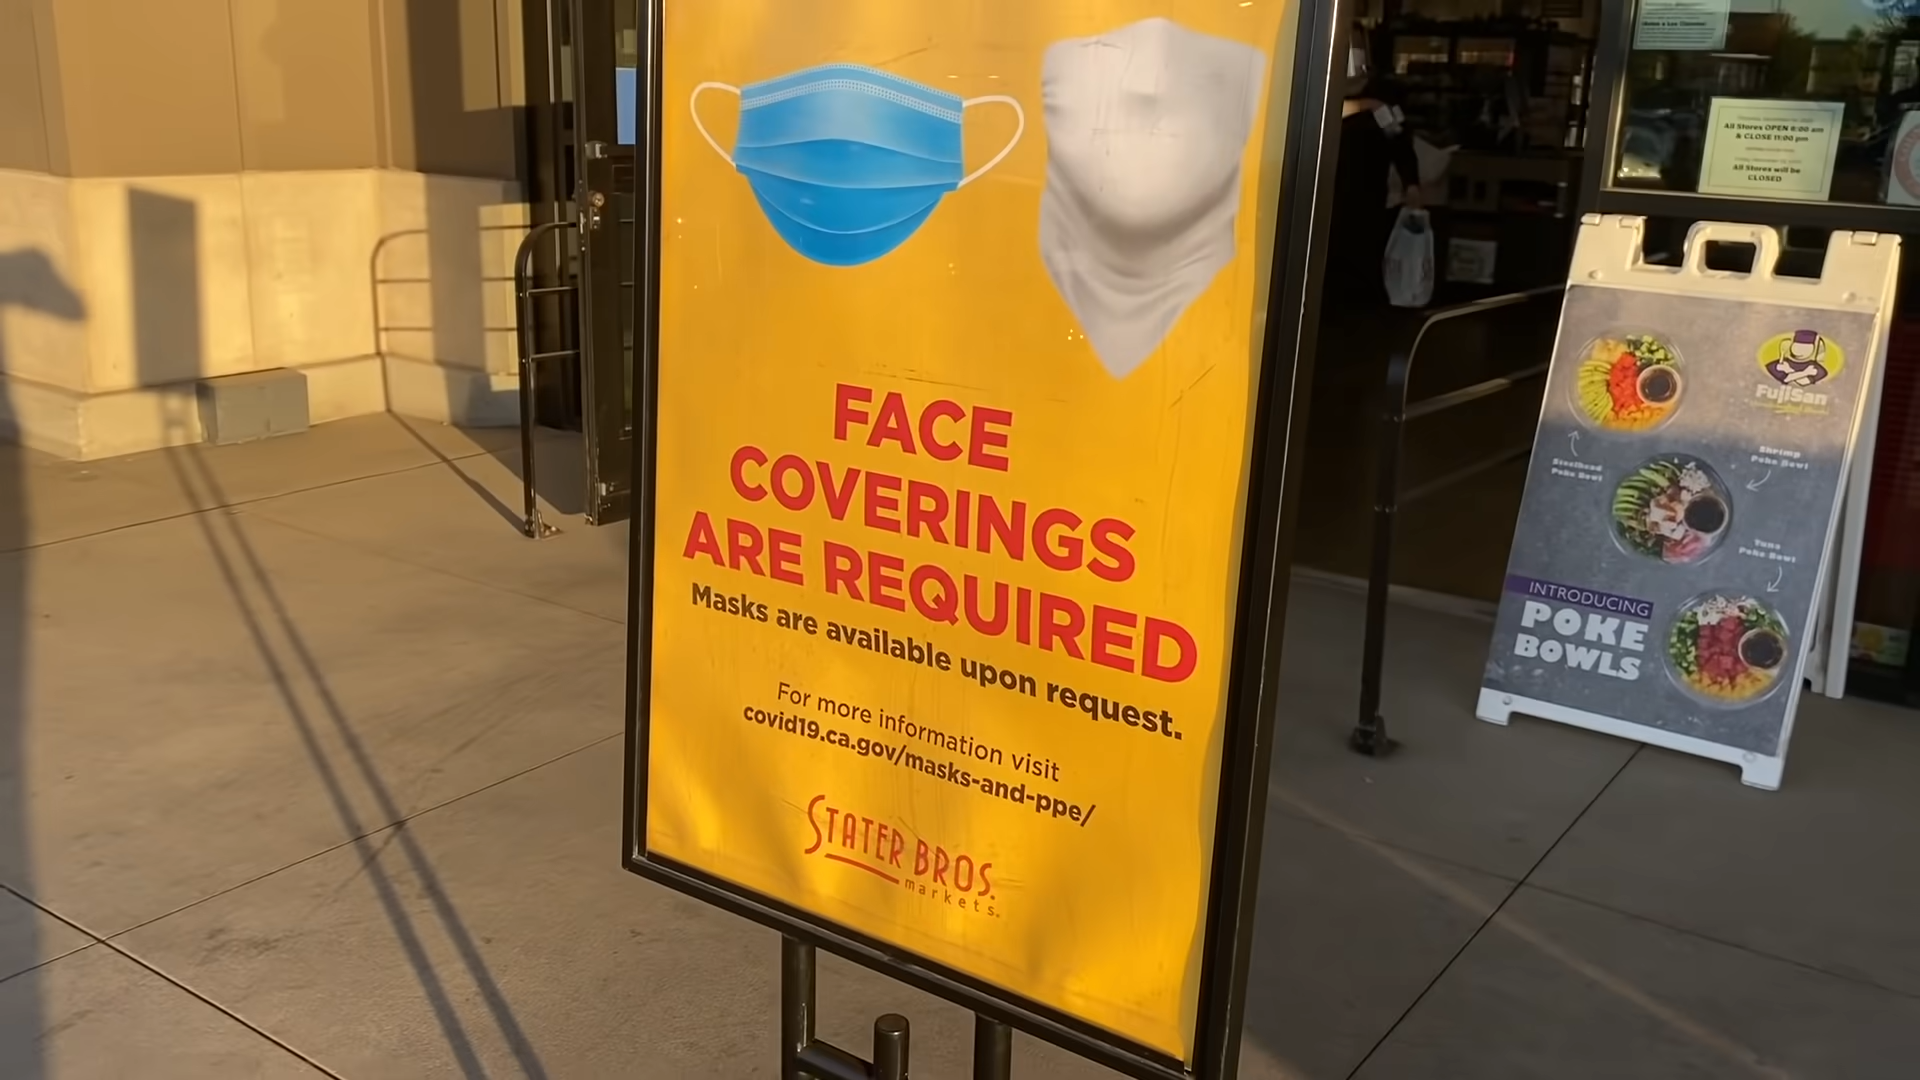 FACE
COVERINGS
ARE REQUIRED
Masks are available upon request.
For more information visit
covid19.ca.gov/masks-and-ppe/
STATER BROS.
markets.
All Stores OPEN 6:00 am
& CLOSE 11:00 pm
All Stores will be
CLOSED
FujiSan
Steelhead
Poke Bowl
Shrimp
Poke Bowl
Tuna
Poke Bowl
INTRODUCING
POKE
BOWLS